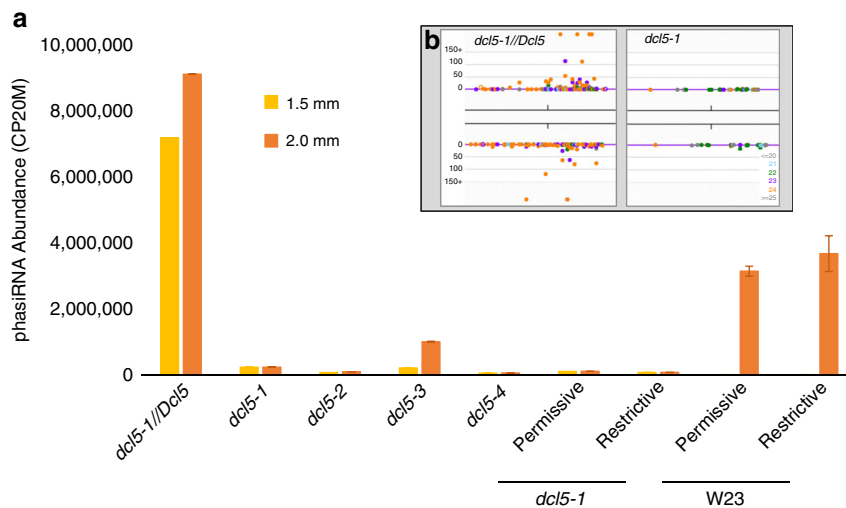 a
phasiRNA Abundance (CP20M)
10,000,000
8,000,000
6,000,000
4,000,000
2,000,000
0
1.5 mm
2.0 mm
b
dcl5-1//Dcl5
dcl5-1
150+
100
50
0
0
50
100
150+
<=20
21
22
23
24
>=25
dcl5-1//Dcl5
dcl5-1
dcl5-2
dcl5-3
dcl5-4
Permissive
Restrictive
Permissive
Restrictive
dcl5-1
W23